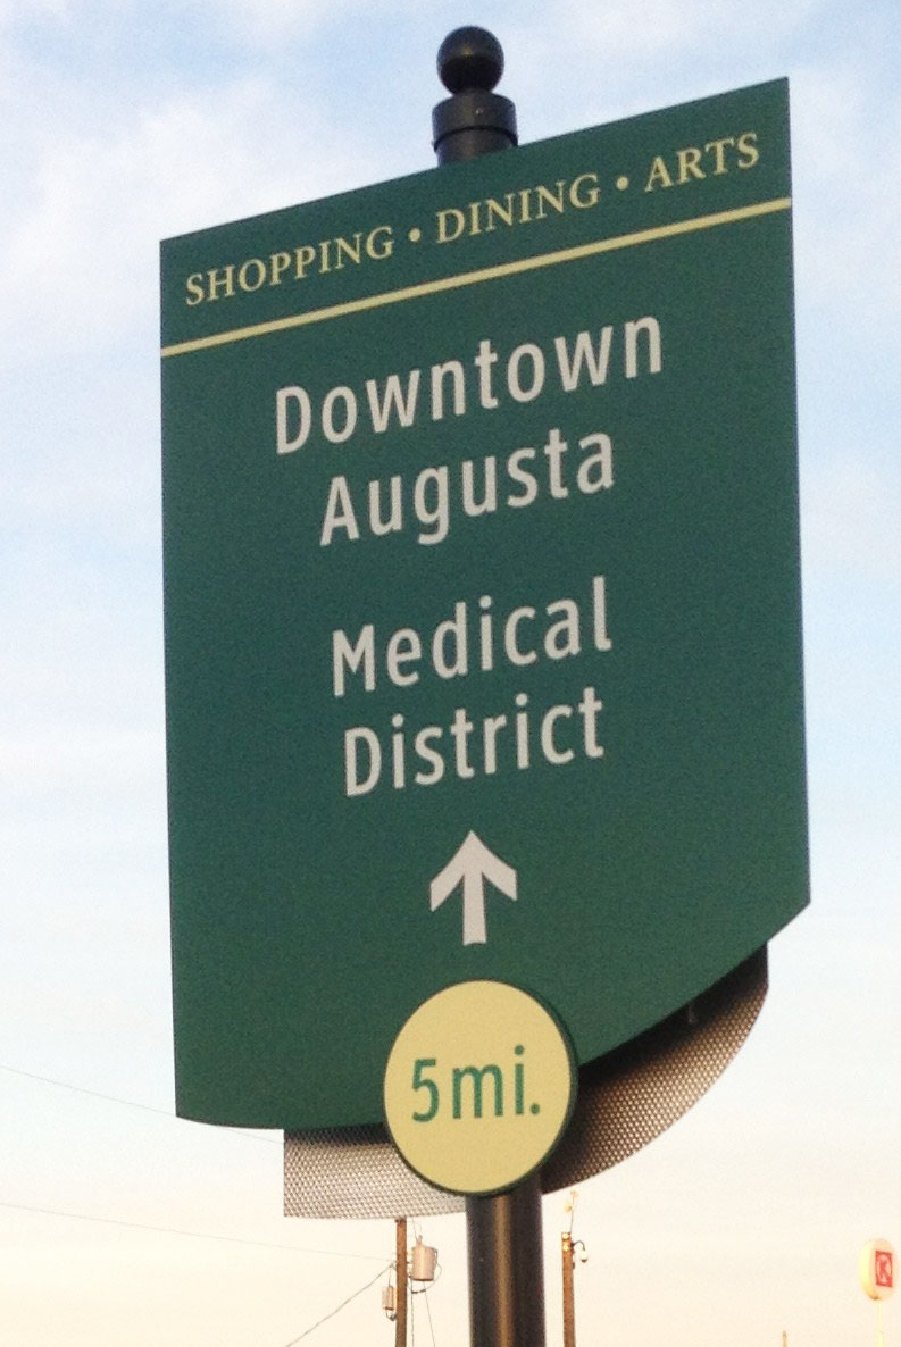 SHOPPING • DINING • ARTS
Downtown
Augusta
Medical
District
5mi.
K